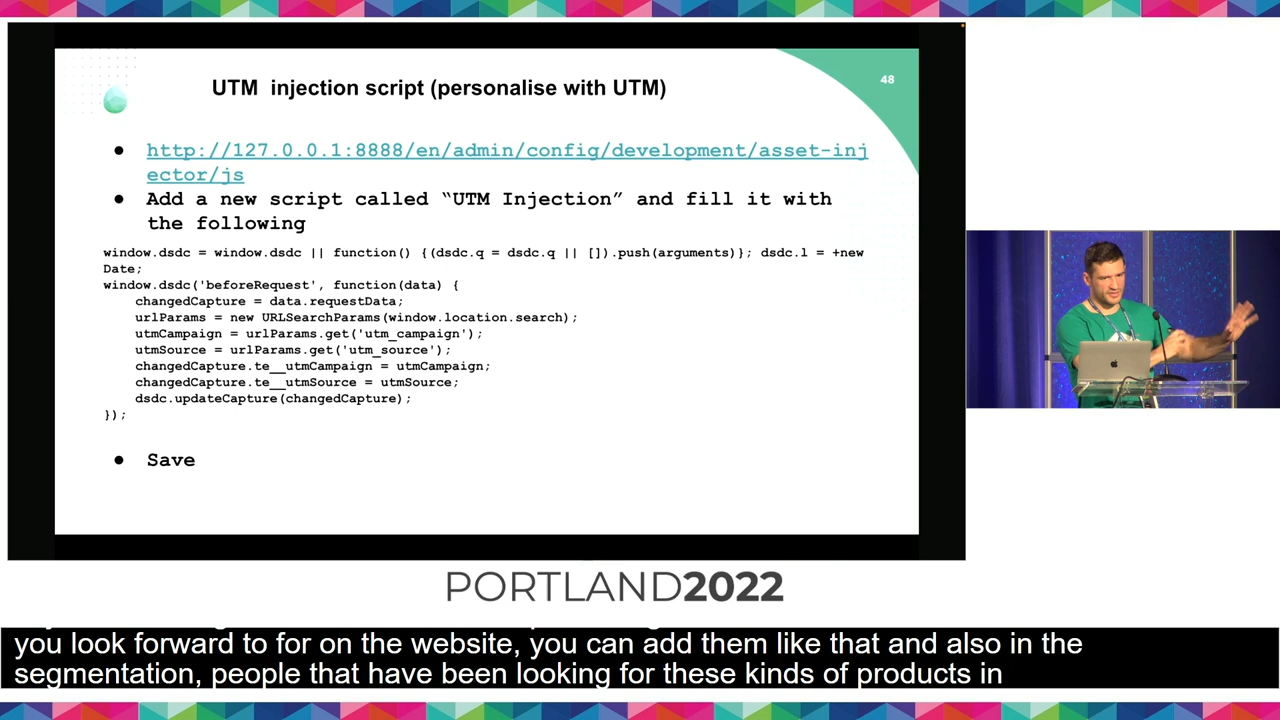 UTM injection script (personalise with UTM)
48
● http://127.0.0.1:8888/en/admin/config/development/asset-inj
ector/js
● Add a new script called “UTM Injection” and fill it with
the following
window.dsdc = window.dsdc || function() {(dsdc.q = dsdc.q || []).push(arguments)}; dsdc.l = +new
Date;
window.dsdc('beforeRequest', function(data) {
    changedCapture = data.requestData;
    urlParams = new URLSearchParams(window.location.search);
    utmCampaign = urlParams.get('utm_campaign');
    utmSource = urlParams.get('utm_source');
    changedCapture.te__utmCampaign = utmCampaign;
    changedCapture.te__utmSource = utmSource;
    dsdc.updateCapture(changedCapture);
});
● Save
PORTLAND2022
you look forward to for on the website, you can add them like that and also in the
segmentation, people that have been looking for these kinds of products in